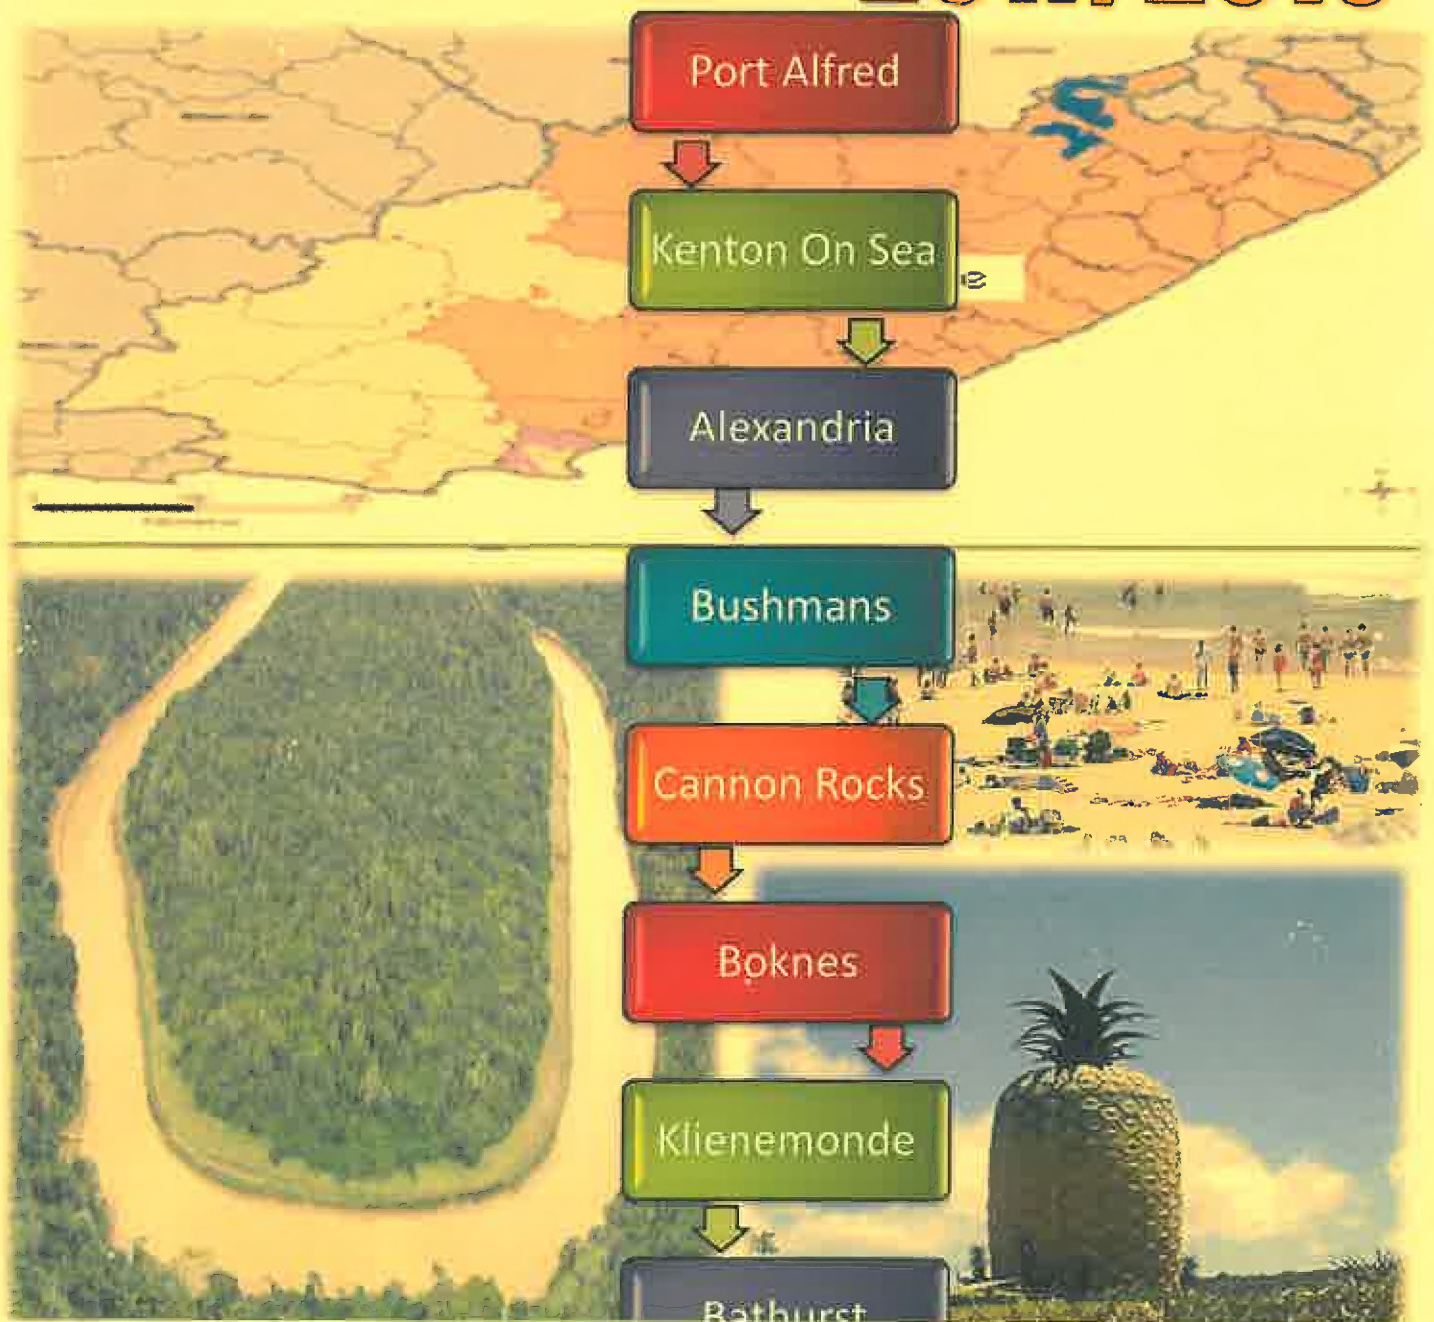 Port Alfred
Kenton On Sea
e
Alexandria
Bushmans
Cannon Rocks
Boknes
Klienemonde
Bathurst